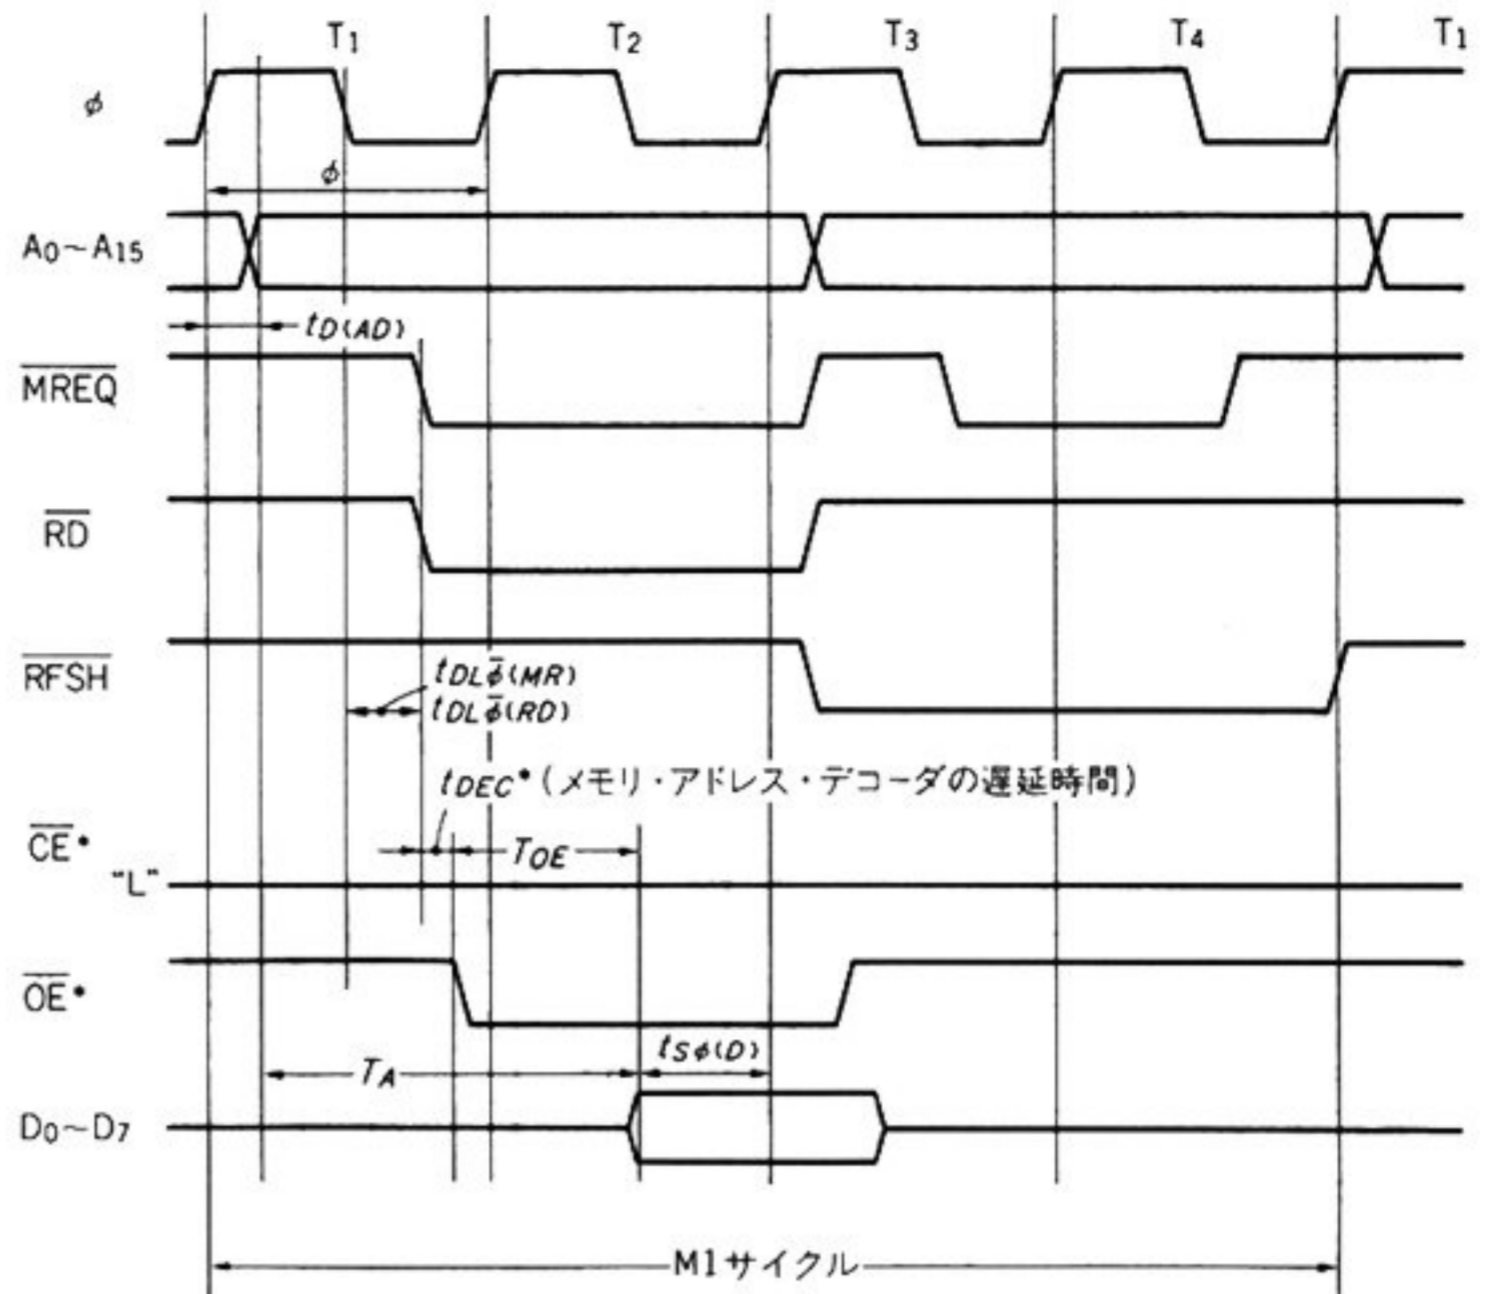 T1 T2 T3 T4 T1
φ
φ
A0~A15
tD(AD)
MREQ
RD
RFSH
tDLφ(MR)
tDLφ(RD)
tDEC*(メモリ・アドレス・デコーダの遅延時間)
CE*
TOE
"L"
OE*
tSφ(D)
TA
D0~D7
M1サイクル